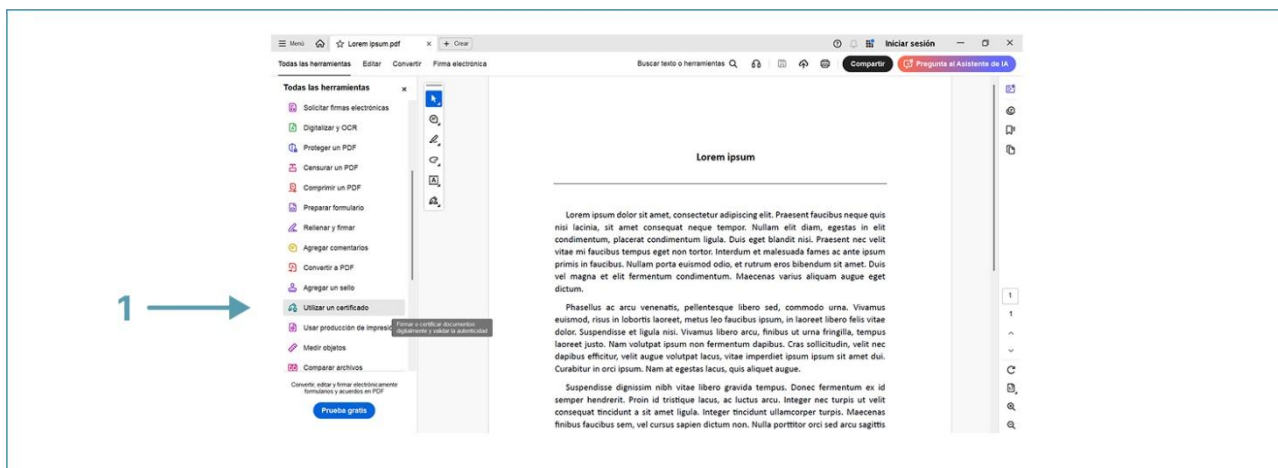 Menú
Lorem ipsum.pdf
+ Crear
Iniciar sesión
Todas las herramientas Editar Convertir Firma electrónica
Buscar texto o herramientas
Compartir
Pregunta al Asistente de IA
Todas las herramientas
Solicitar firmas electrónicas
Digitalizar y OCR
Proteger un PDF
Censurar un PDF
Comprimir un PDF
Preparar formulario
Rellenar y firmar
Agregar comentarios
Convertir a PDF
Agregar un sello
1
Utilizar un certificado
Firmar o certificar documentos
digitalmente y validar la autenticidad
Usar producción de impresi
Medir objetos
Comparar archivos
Convertir, editar y firmar electrónicamente
formularios y acuerdos en PDF
Prueba gratis
Lorem ipsum
Lorem ipsum dolor sit amet, consectetur adipiscing elit. Praesent faucibus neque quis
nisi lacinia, sit amet consequat neque tempor. Nullam elit diam, egestas in elit
condimentum, placerat condimentum ligula. Duis eget blandit nisi. Praesent nec velit
vitae mi faucibus tempus eget non tortor. Interdum et malesuada fames ac ante ipsum
primis in faucibus. Nullam porta euismod odio, et rutrum eros bibendum sit amet. Duis
vel magna et elit fermentum condimentum. Maecenas varius aliquam augue eget
dictum.
Phasellus ac arcu venenatis, pellentesque libero sed, commodo urna. Vivamus
euismod, risus in lobortis laoreet, metus leo faucibus ipsum, in laoreet libero felis vitae
dolor. Suspendisse et ligula nisi. Vivamus libero arcu, finibus ut urna fringilla, tempus
laoreet justo. Nam volutpat ipsum non fermentum dapibus. Cras sollicitudin, velit nec
dapibus efficitur, velit augue volutpat lacus, vitae imperdiet ipsum ipsum sit amet dui.
Curabitur in orci ipsum. Nam at egestas lacus, quis aliquet augue.
Suspendisse dignissim nibh vitae libero gravida tempus. Donec fermentum ex id
semper hendrerit. Proin id tristique lacus, ac luctus arcu. Integer nec turpis ut velit
consequat tincidunt a sit amet ligula. Integer tincidunt ullamcorper turpis. Maecenas
finibus faucibus sem, vel cursus sapien dictum non. Nulla porttitor orci sed arcu sagittis
1
1